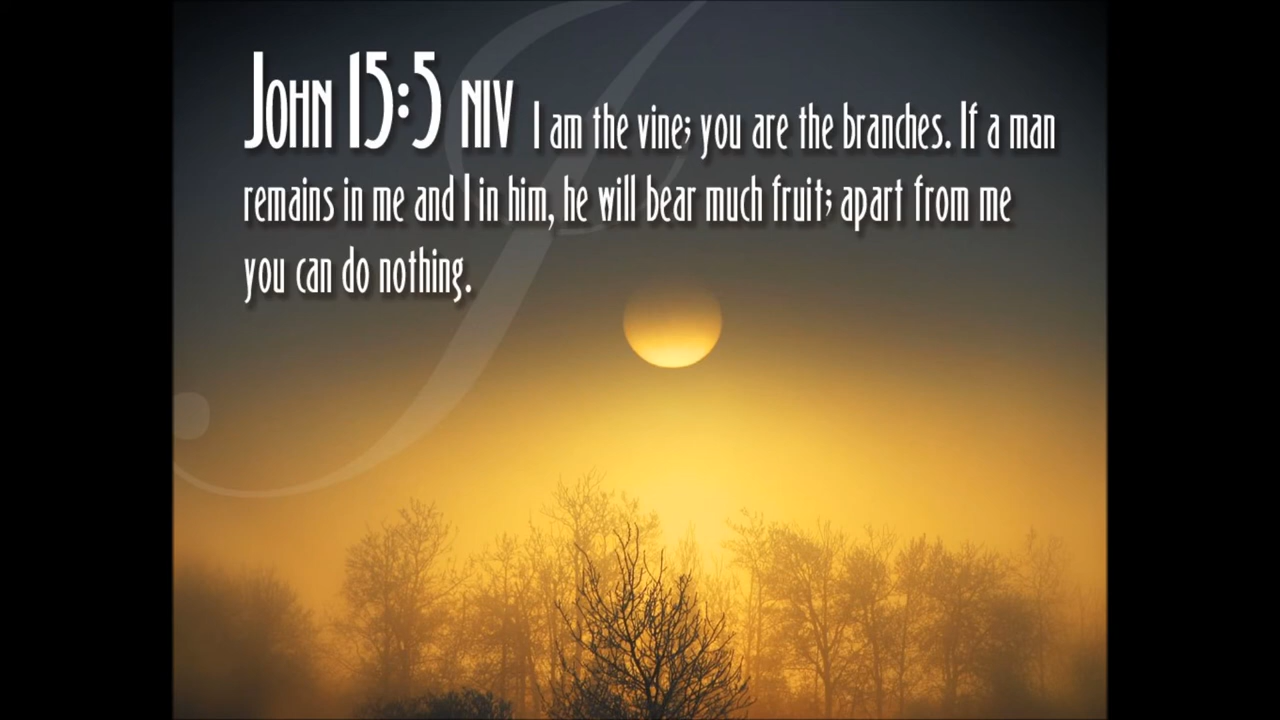 John 15:5 NIV I am the vine; you are the branches. If a man
remains in me and I in him, he will bear much fruit; apart from me
you can do nothing.